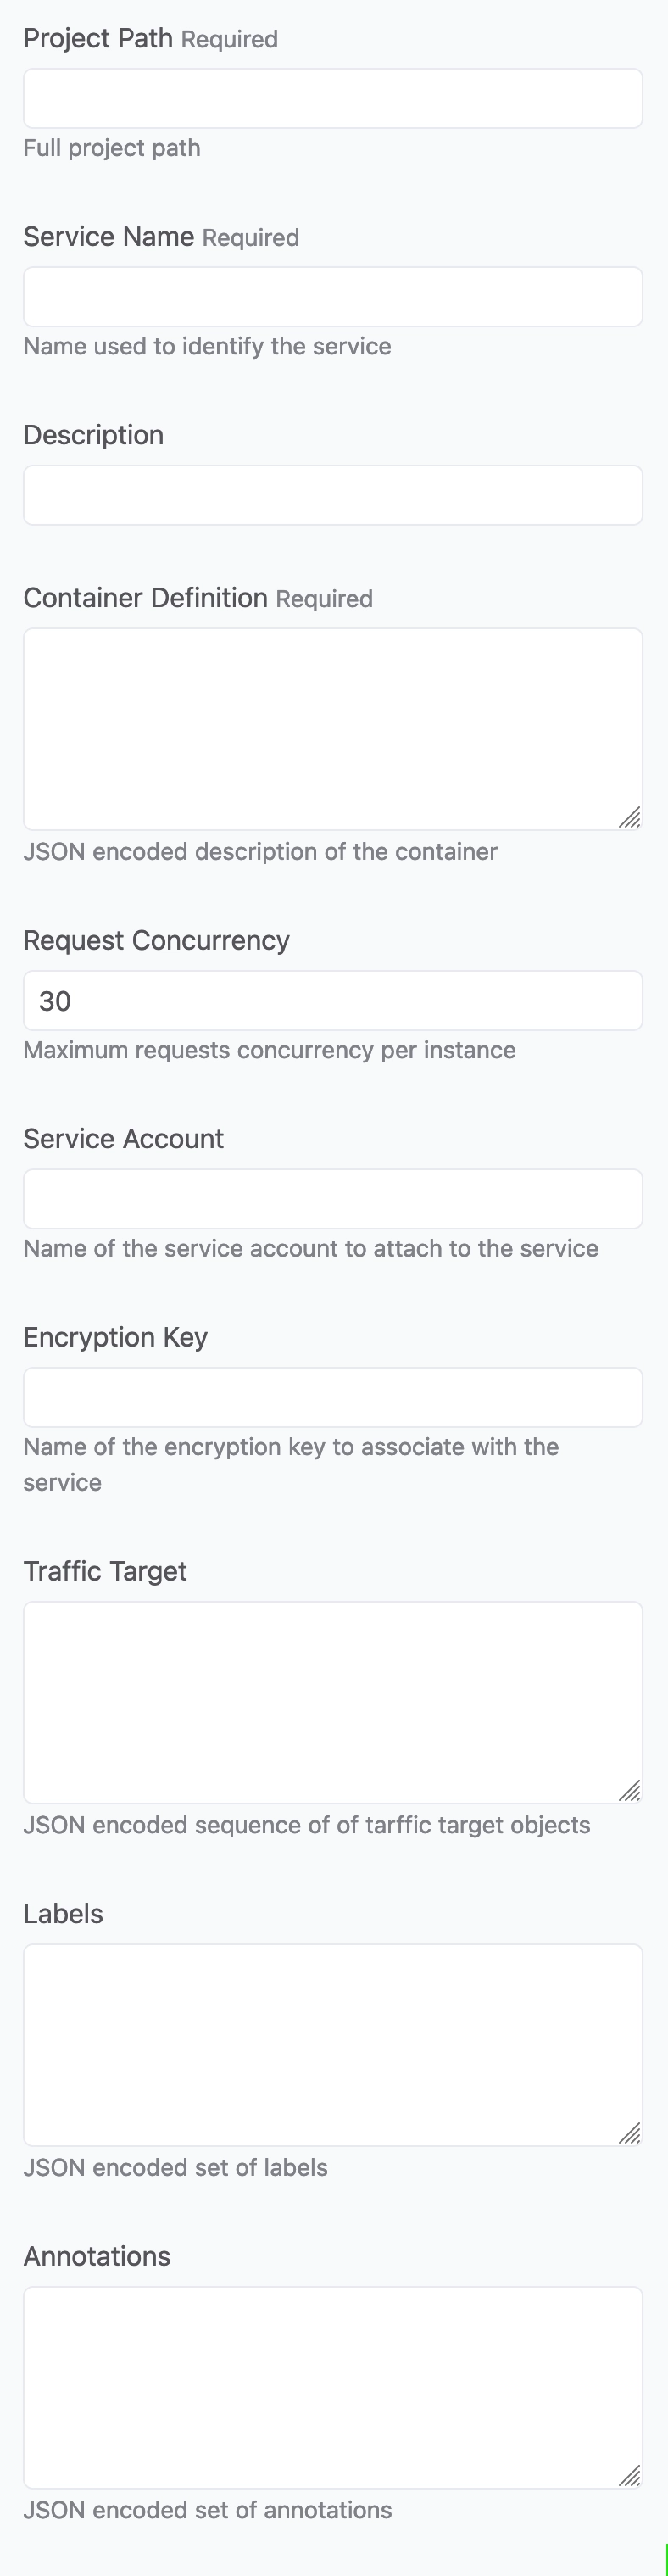 Project Path Required
Full project path
Service Name Required
Name used to identify the service
Description
Container Definition Required
JSON encoded description of the container
Request Concurrency
30
Maximum requests concurrency per instance
Service Account
Name of the service account to attach to the service
Encryption Key
Name of the encryption key to associate with the
service
Traffic Target
JSON encoded sequence of of tarffic target objects
Labels
JSON encoded set of labels
Annotations
JSON encoded set of annotations